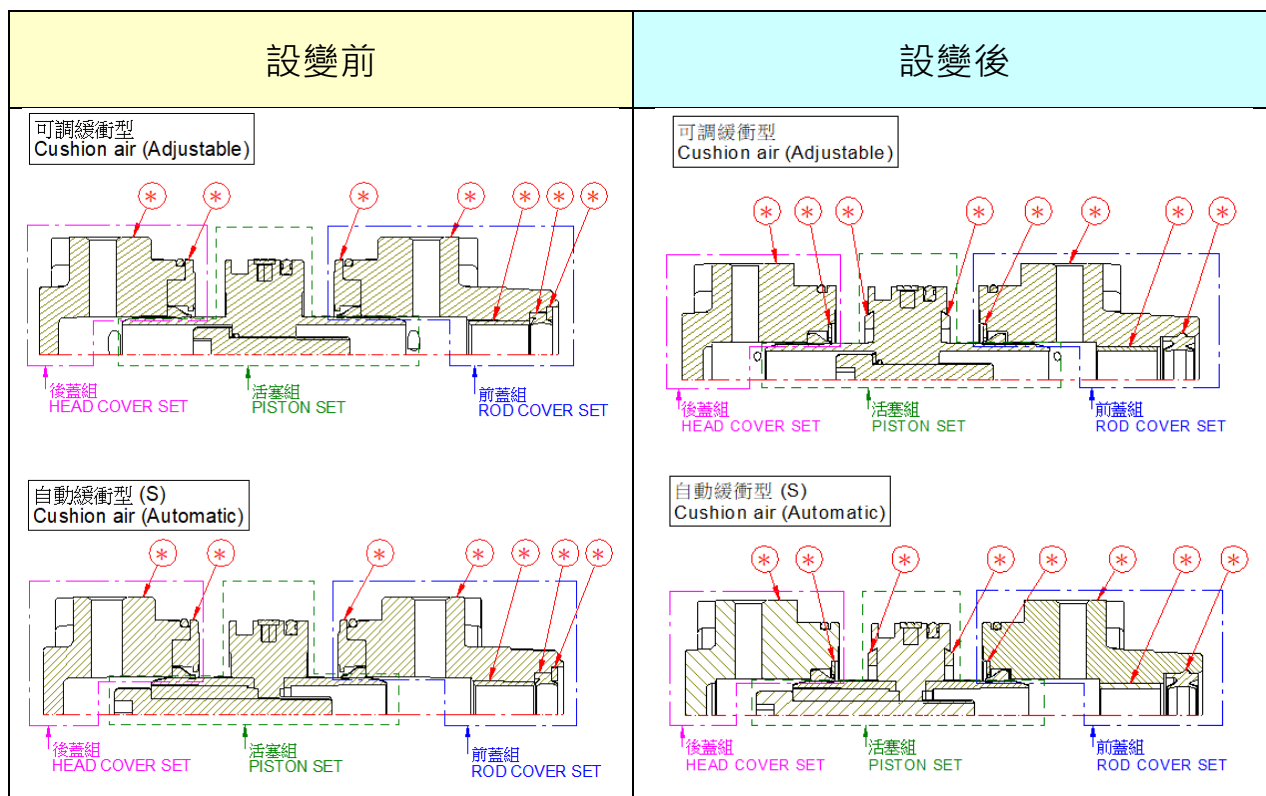 設變前
設變後
可調緩衝型
Cushion air (Adjustable)
* * * * * * *
後蓋組
HEAD COVER SET
活塞組
PISTON SET
前蓋組
ROD COVER SET
自動緩衝型 (S)
Cushion air (Automatic)
* * * * * * *
後蓋組
HEAD COVER SET
活塞組
PISTON SET
前蓋組
ROD COVER SET
可調緩衝型
Cushion air (Adjustable)
* * * * * * * *
後蓋組
HEAD COVER SET
活塞組
PISTON SET
前蓋組
ROD COVER SET
自動緩衝型 (S)
Cushion air (Automatic)
* * * * * * * *
後蓋組
HEAD COVER SET
活塞組
PISTON SET
前蓋組
ROD COVER SET